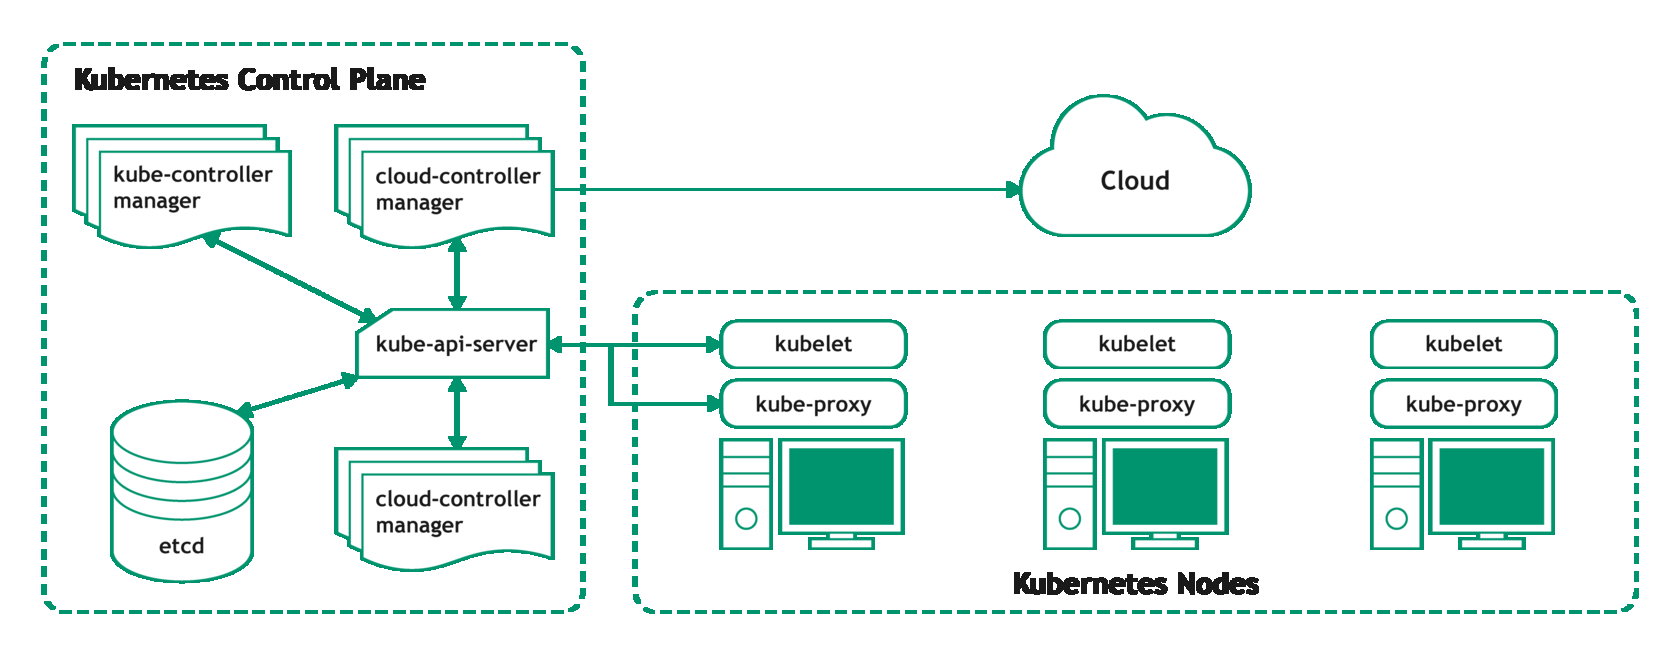 Kubernetes Control Plane
kube-controller
manager
cloud-controller
manager
Cloud
kube-api-server
kubelet
kubelet
kubelet
kube-proxy
kube-proxy
kube-proxy
cloud-controller
manager
etcd
Kubernetes Nodes